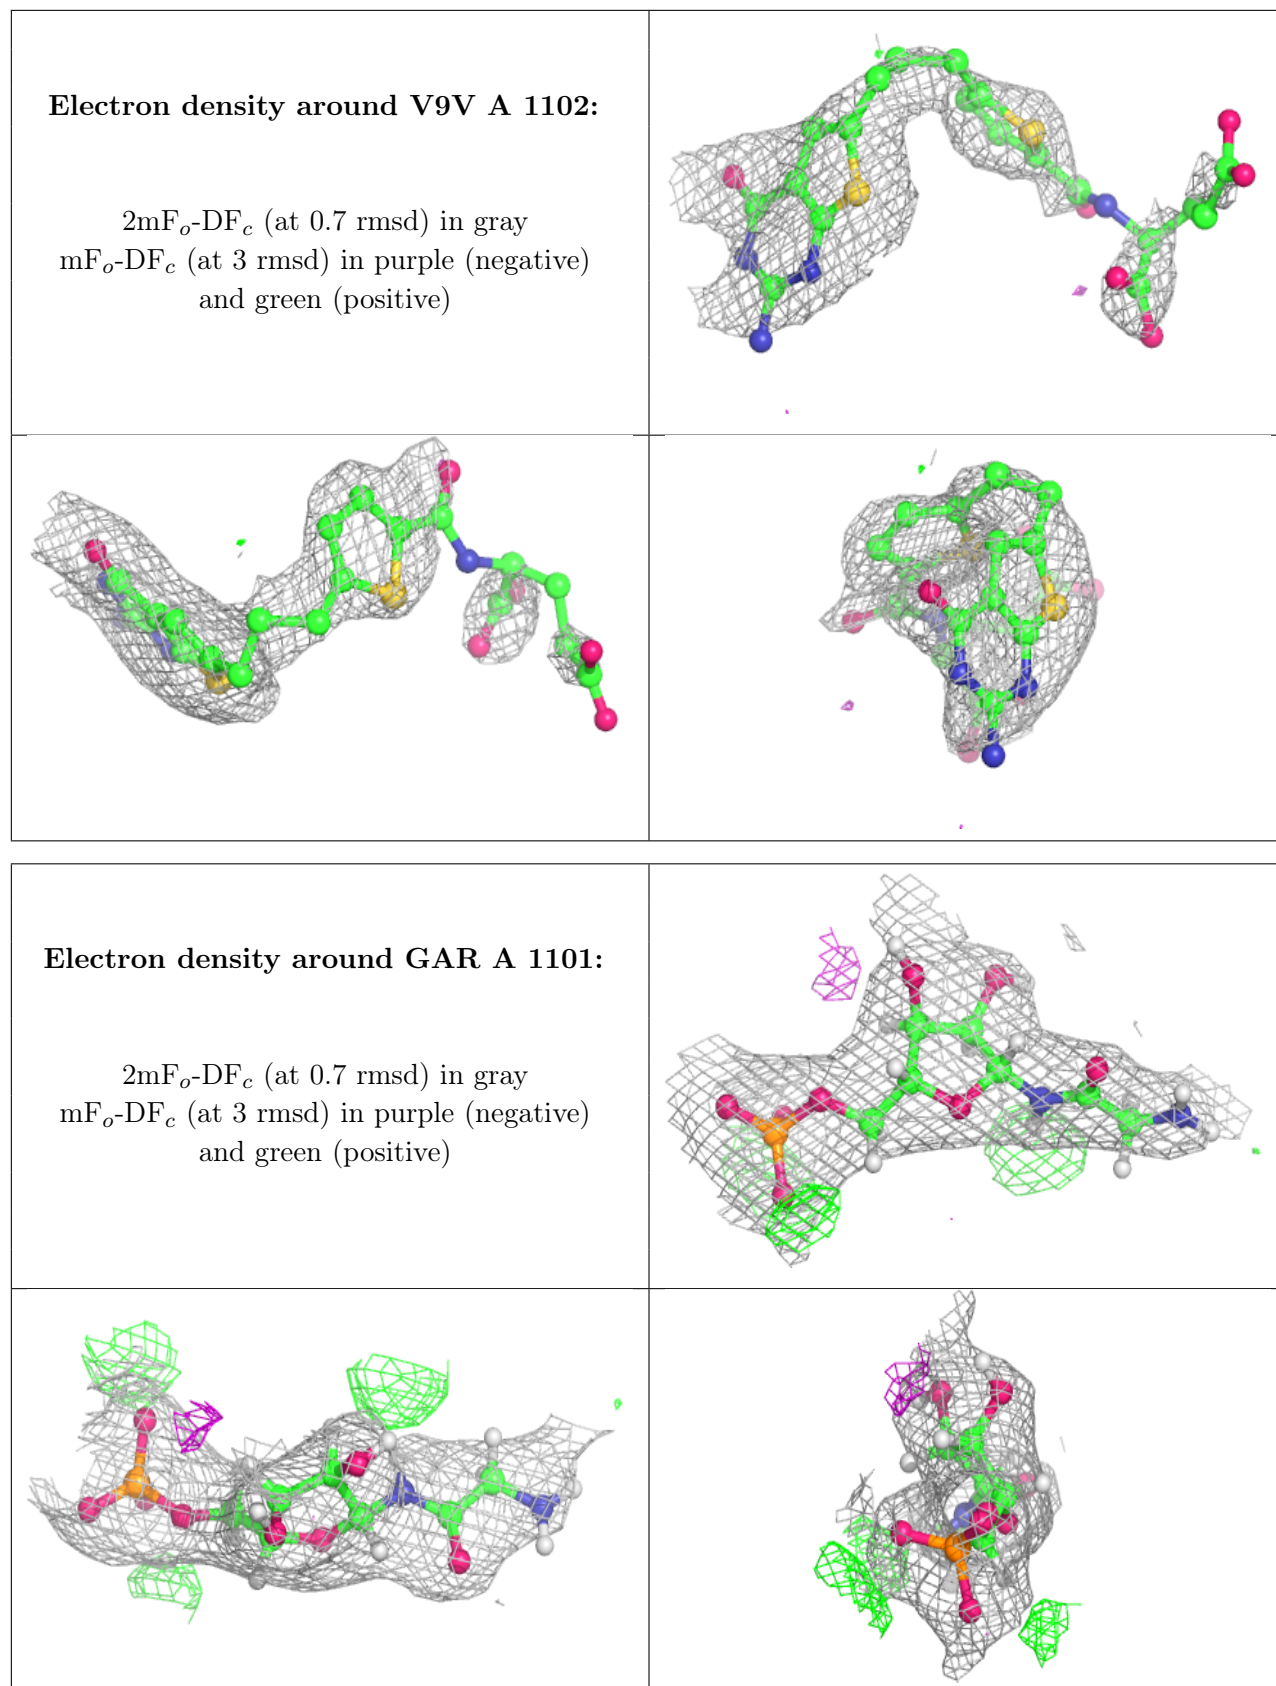 Electron density around V9V A 1102:
2mFo-DFc (at 0.7 rmsd) in gray
mFo-DFc (at 3 rmsd) in purple (negative)
and green (positive)
Electron density around GAR A 1101:
2mFo-DFc (at 0.7 rmsd) in gray
mFo-DFc (at 3 rmsd) in purple (negative)
and green (positive)